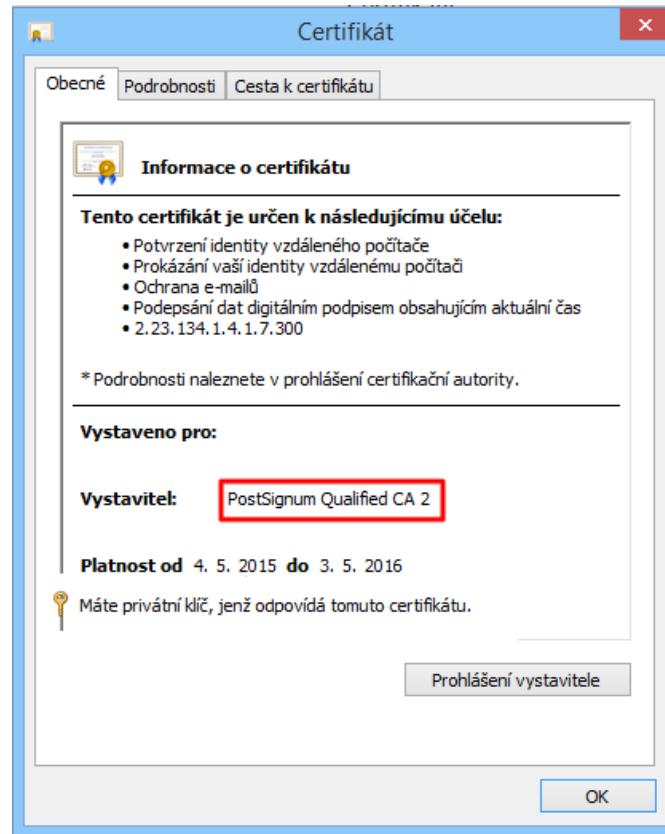 Certifikát
Obecné
Podrobnosti
Cesta k certifikátu
Informace o certifikátu
Tento certifikát je určen k následujícímu účelu:
• Potvrzení identity vzdáleného počítače
• Prokázání vaší identity vzdálenému počítači
• Ochrana e-mailů
• Podepsání dat digitálním podpisem obsahujícím aktuální čas
• 2.23.134.1.4.1.7.300
* Podrobnosti naleznete v prohlášení certifikační autority.
Vystaveno pro:
Vystavitel: PostSignum Qualified CA 2
Platnost od 4. 5. 2015 do 3. 5. 2016
Máte privátní klíč, jenž odpovídá tomuto certifikátu.
Prohlášení vystavitele
OK